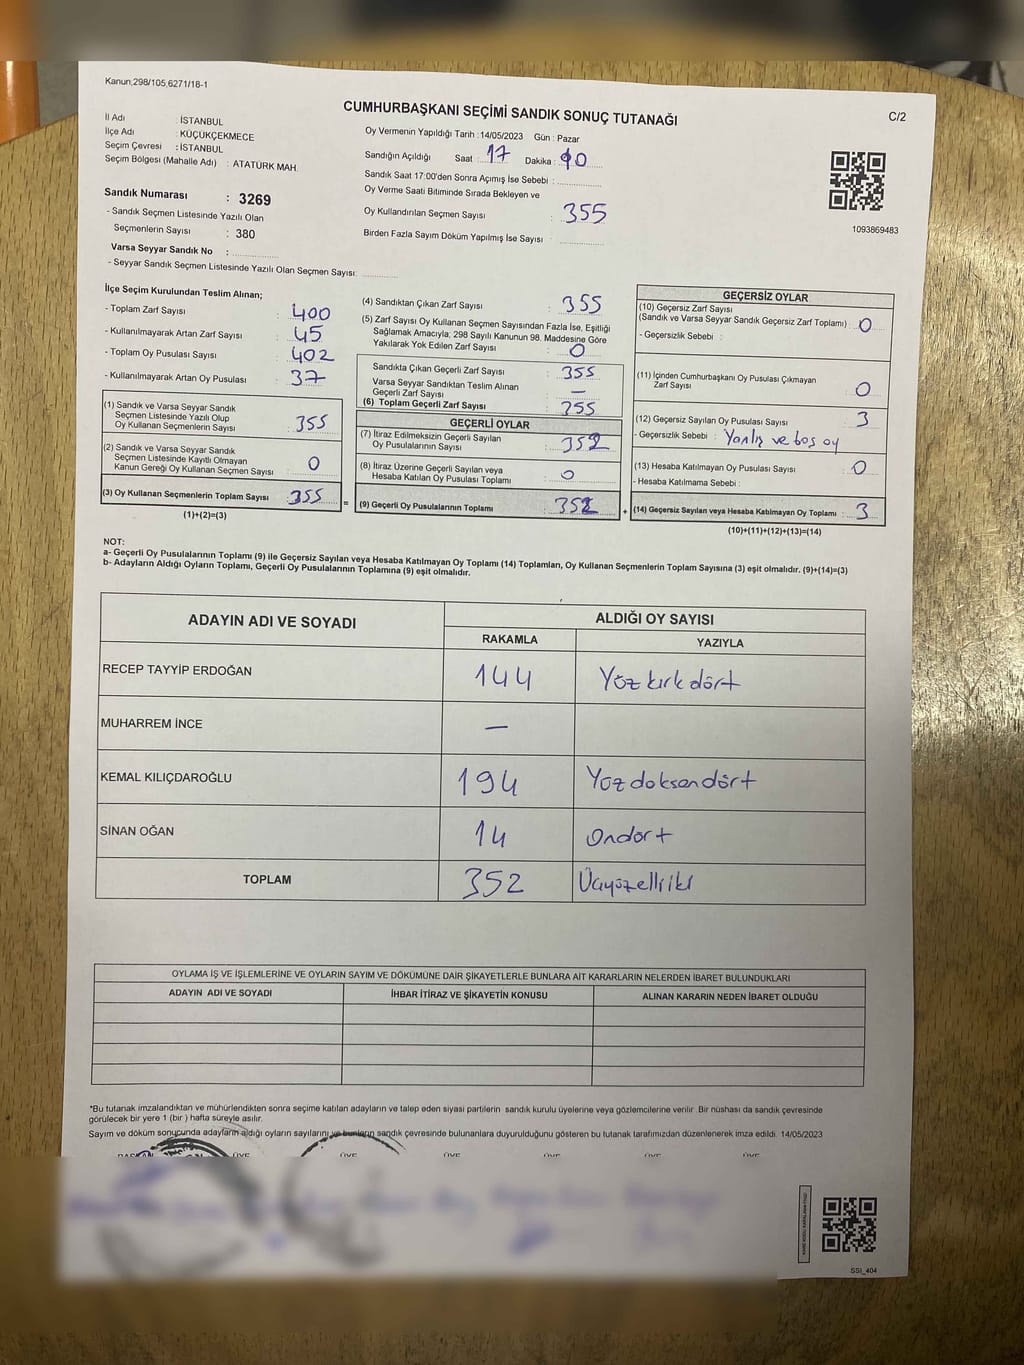 Kanun;298/105,6271/18-1
CUMHURBAŞKANI SEÇİMİ SANDIK SONUÇ TUTANAĞI
C/2
İl Adı : İSTANBUL
İlçe Adı : KÜÇÜKÇEKMECE
Seçim Çevresi : İSTANBUL
Seçim Bölgesi (Mahalle Adı) : ATATÜRK MAH.
Sandık Numarası : 3269
- Sandık Seçmen Listesinde Yazılı Olan
Seçmenlerin Sayısı : 380
Varsa Seyyar Sandık No :
- Seyyar Sandık Seçmen Listesinde Yazılı Olan Seçmen Sayısı:
Oy Vermenin Yapıldığı Tarih :14/05/2023 Gün : Pazar
Sandığın Açıldığı Saat : 17 Dakika : 10
Sandık Saat 17:00'den Sonra Açımış İse Sebebi :
Oy Verme Saati Bitiminde Sırada Bekleyen ve
Oy Kullandırılan Seçmen Sayısı : 355
Birden Fazla Sayım Döküm Yapılmış İse Sayısı :
1093869483
İlçe Seçim Kurulundan Teslim Alınan;
- Toplam Zarf Sayısı : 400
- Kullanılmayarak Artan Zarf Sayısı : 45
- Toplam Oy Pusulası Sayısı : 402
- Kullanılmayarak Artan Oy Pusulası : 37
(1) Sandık ve Varsa Seyyar Sandık
Seçmen Listesinde Yazılı Olup
Oy Kullanan Seçmenlerin Sayısı : 355
(2) Sandık ve Varsa Seyyar Sandık
Seçmen Listesinde Kayıtlı Olmayan
Kanun Gereği Oy Kullanan Seçmen Sayısı : 0
(3) Oy Kullanan Seçmenlerin Toplam Sayısı : 355
(1)+(2)=(3)
=
(4) Sandıktan Çıkan Zarf Sayısı : 355
(5) Zarf Sayısı Oy Kullanan Seçmen Sayısından Fazla İse, Eşitliği
Sağlamak Amacıyla, 298 Sayılı Kanunun 98. Maddesine Göre
Yakılarak Yok Edilen Zarf Sayısı : 0
Sandıkta Çıkan Geçerli Zarf Sayısı : 355
Varsa Seyyar Sandıktan Teslim Alınan
Geçerli Zarf Sayısı : —
(6) Toplam Geçerli Zarf Sayısı : 355
GEÇERLİ OYLAR
(7) İtiraz Edilmeksizin Geçerli Sayılan
Oy Pusulalarının Sayısı : 352
(8) İtiraz Üzerine Geçerli Sayılan veya
Hesaba Katılan Oy Pusulası Toplamı : 0
(9) Geçerli Oy Pusulalarının Toplamı : 352
+
GEÇERSİZ OYLAR
(10) Geçersiz Zarf Sayısı
(Sandık ve Varsa Seyyar Sandık Geçersiz Zarf Toplamı) : 0
- Geçersizlik Sebebi :
(11) İçinden Cumhurbaşkanı Oy Pusulası Çıkmayan
Zarf Sayısı : 0
(12) Geçersiz Sayılan Oy Pusulası Sayısı : 3
- Geçersizlik Sebebi : Yanlış ve boş oy
(13) Hesaba Katılmayan Oy Pusulası Sayısı : 0
- Hesaba Katılmama Sebebi :
(14) Geçersiz Sayılan veya Hesaba Katılmayan Oy Toplamı : 3
(10)+(11)+(12)+(13)=(14)
NOT:
a- Geçerli Oy Pusulalarının Toplamı (9) ile Geçersiz Sayılan veya Hesaba Katılmayan Oy Toplamı (14) Toplamları, Oy Kullanan Seçmenlerin Toplam Sayısına (3) eşit olmalıdır. (9)+(14)=(3)
b- Adayların Aldığı Oyların Toplamı, Geçerli Oy Pusulalarının Toplamına (9) eşit olmalıdır.
ADAYIN ADI VE SOYADI
ALDIĞI OY SAYISI
RAKAMLA YAZIYLA
RECEP TAYYİP ERDOĞAN 144 Yüz kırk dört
MUHARREM İNCE —
KEMAL KILIÇDAROĞLU 194 Yüz doksandört
SİNAN OĞAN 14 Ondört
TOPLAM 352 Üçyüzelliiki
OYLAMA İŞ VE İŞLEMLERİNE VE OYLARIN SAYIM VE DÖKÜMÜNE DAİR ŞİKAYETLERLE BUNLARA AİT KARARLARIN NELERDEN İBARET BULUNDUKLARI
ADAYIN ADI VE SOYADI İHBAR İTİRAZ VE ŞİKAYETİN KONUSU ALINAN KARARIN NEDEN İBARET OLDUĞU
*Bu tutanak imzalandıktan ve mühürlendikten sonra seçime katılan adayların ve talep eden siyasi partilerin sandık kurulu üyelerine veya gözlemcilerine verilir. Bir nüshası da sandık çevresinde
görülecek bir yere 1 (bir ) hafta süreyle asılır.
Sayım ve döküm sonucunda adayların aldığı oyların sayılarını ve bunların sandık çevresinde bulunanlara duyurulduğunu gösteren bu tutanak tarafımızdan düzenlenerek imza edildi. 14/05/2023
BAŞKAN ÜYE ÜYE ÜYE ÜYE ÜYE
SSI_404